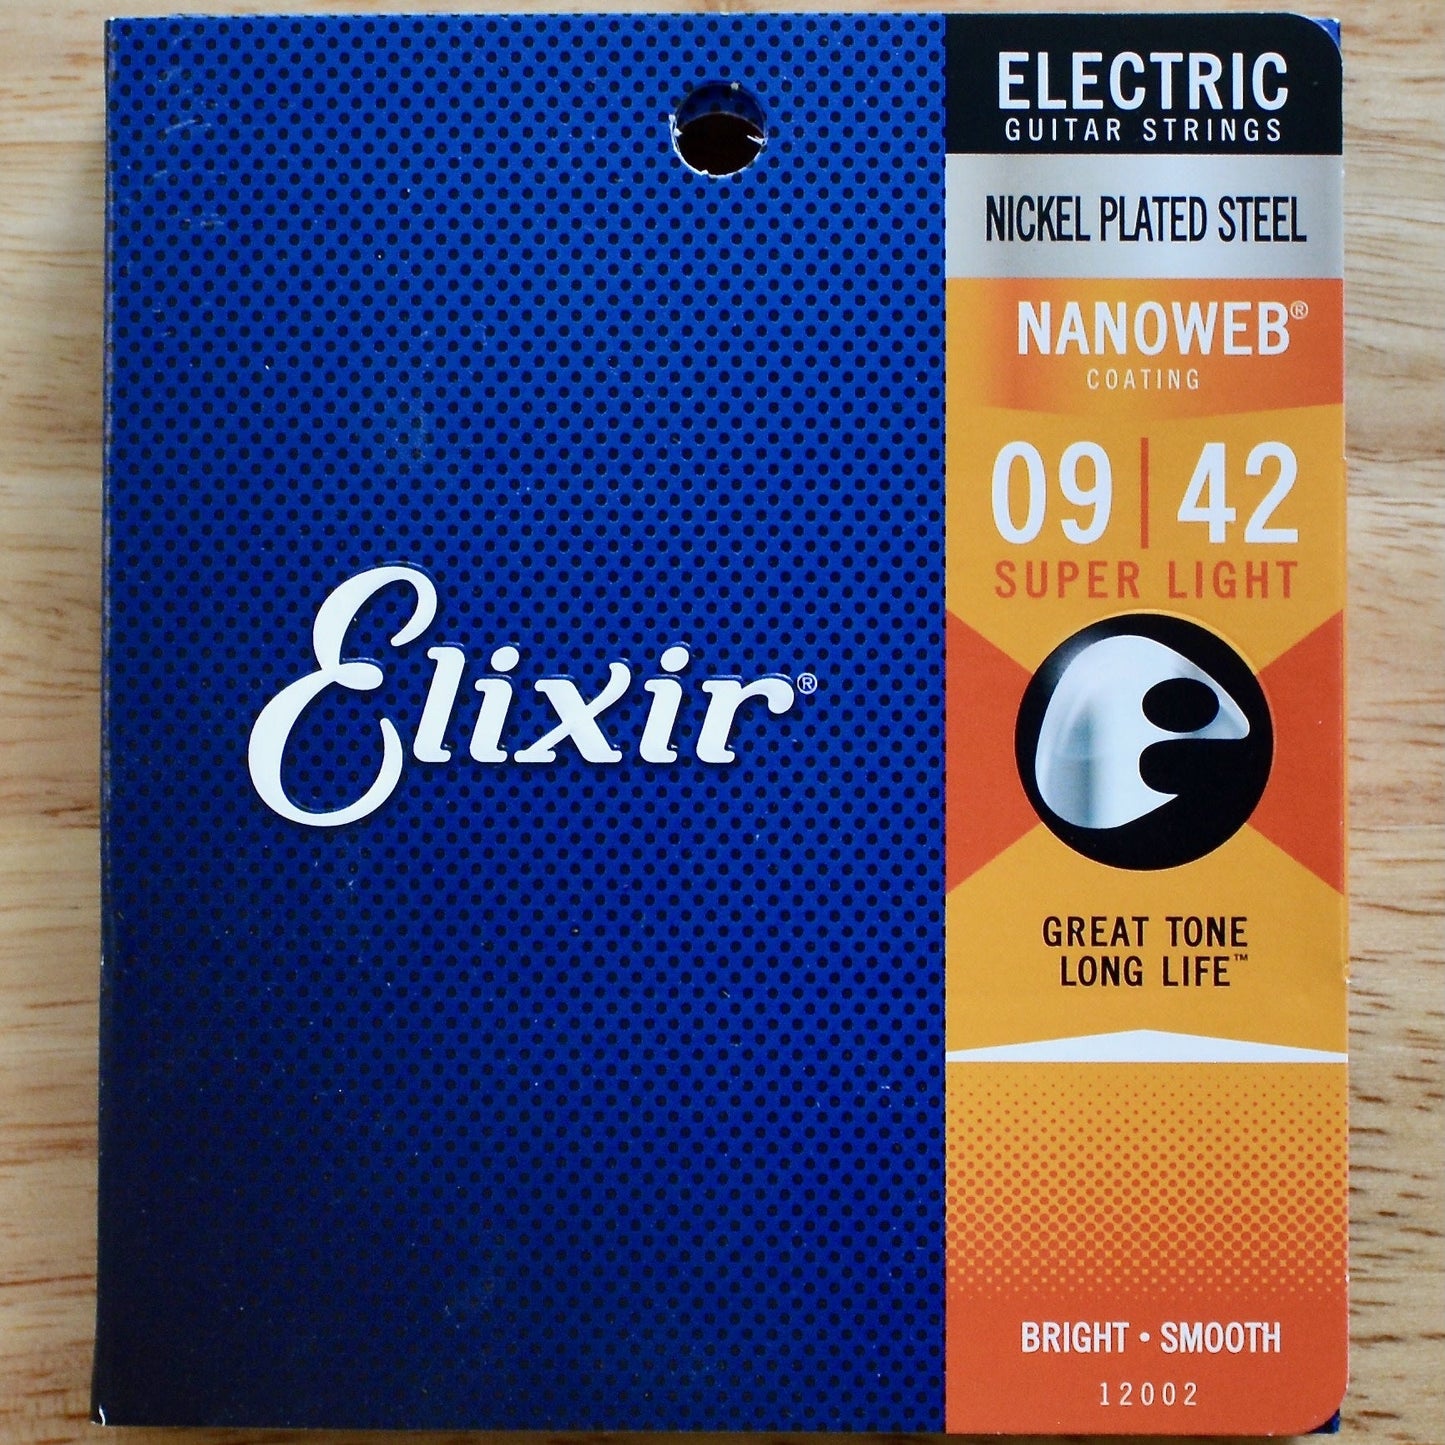 Elixir®
ELECTRIC
GUITAR STRINGS
NICKEL PLATED STEEL
NANOWEB®
COATING
09 | 42
SUPER LIGHT
GREAT TONE
LONG LIFE™
BRIGHT • SMOOTH
12002